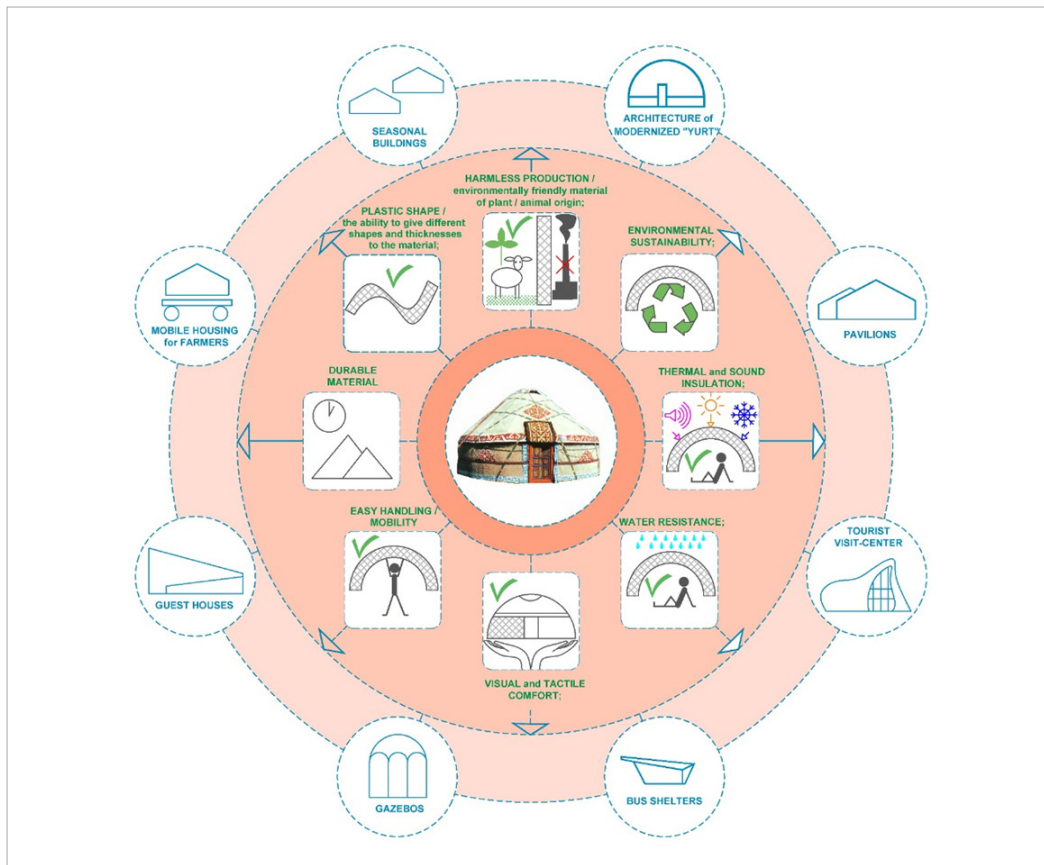 SEASONAL
BUILDINGS
ARCHITECTURE of
MODERNIZED "YURT"
HARMLESS PRODUCTION /
environmentally friendly material
of plant / animal origin;
PLASTIC SHAPE /
the ability to give different
shapes and thicknesses
to the material;
ENVIRONMENTAL
SUSTAINABILITY;
MOBILE HOUSING
for FARMERS
PAVILIONS
DURABLE
MATERIAL
THERMAL and SOUND
INSULATION;
EASY HANDLING /
MOBILITY
WATER RESISTANCE;
TOURIST
VISIT-CENTER
GUEST HOUSES
VISUAL and TACTILE
COMFORT;
GAZEBOS
BUS SHELTERS